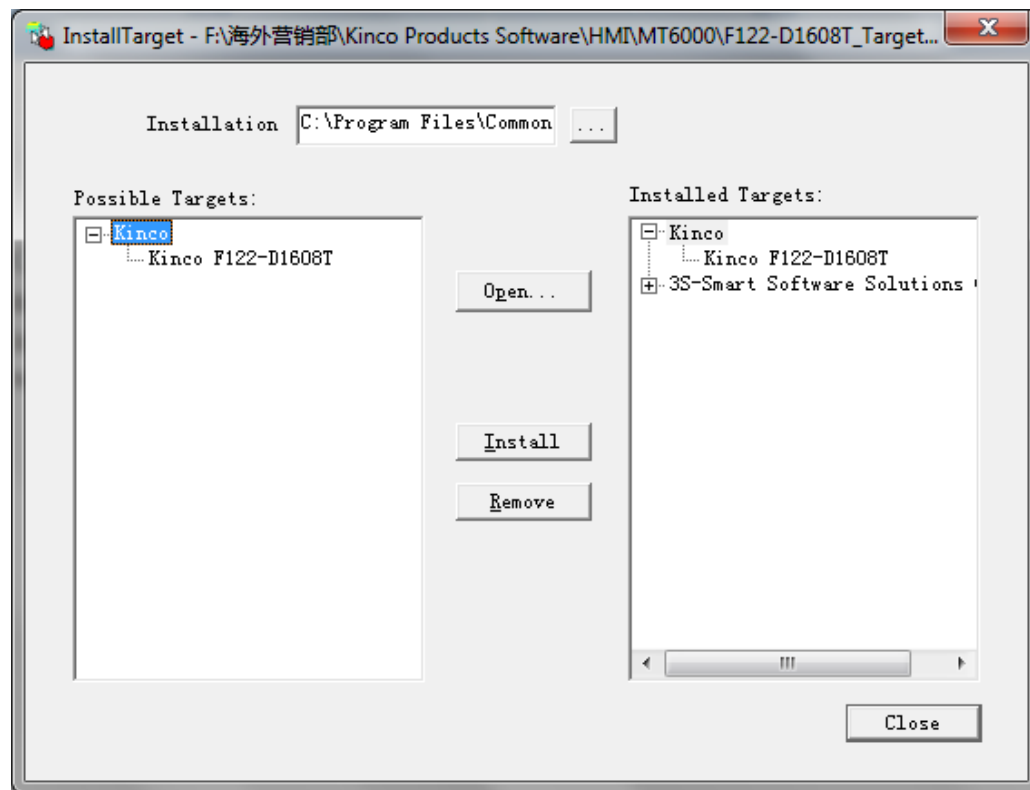 InstallTarget - F:\海外营销部\Kinco Products Software\HMI\MT6000\F122-D1608T_Target...
Installation C:\Program Files\Common ...
Possible Targets:
Kinco
Kinco F122-D1608T
Open...
Install
Remove
Installed Targets:
Kinco
Kinco F122-D1608T
3S-Smart Software Solutions
Close